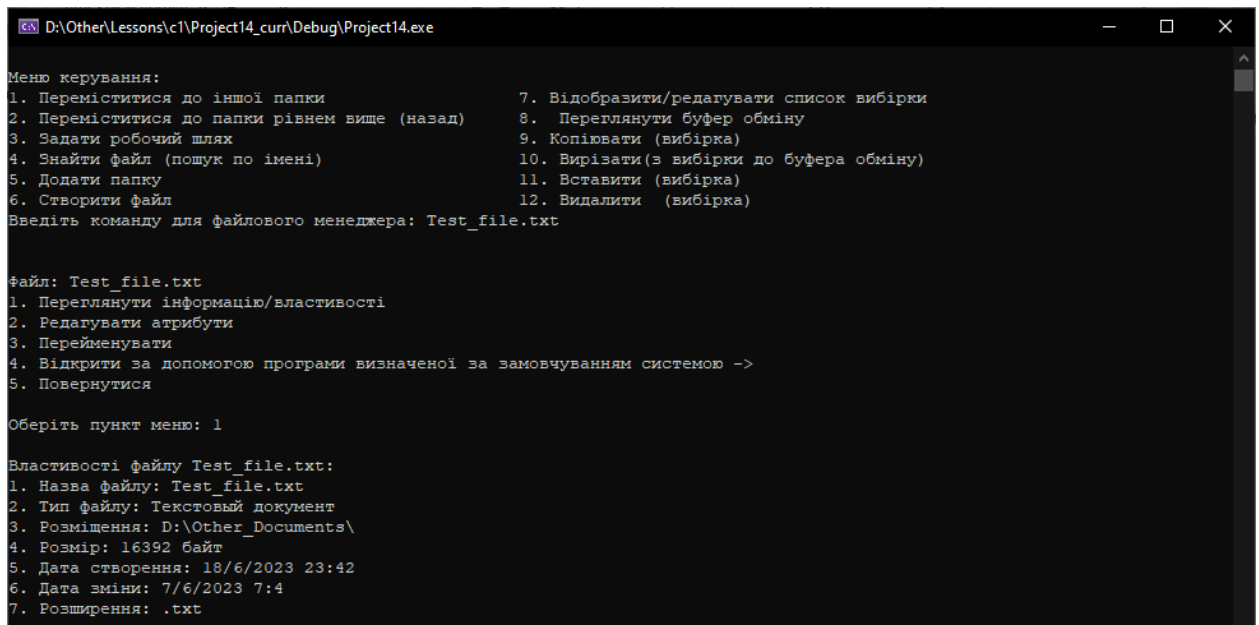 D:\Other\Lessons\c1\Project14_curr\Debug\Project14.exe
Меню керування:
1. Переміститися до іншої папки 7. Відобразити/редагувати список вибірки
2. Переміститися до папки рівнем вище (назад) 8. Переглянути буфер обміну
3. Задати робочий шлях 9. Копіювати (вибірка)
4. Знайти файл (пошук по імені) 10. Вирізати(з вибірки до буфера обміну)
5. Додати папку 11. Вставити (вибірка)
6. Створити файл 12. Видалити (вибірка)
Введіть команду для файлового менеджера: Test_file.txt
Файл: Test_file.txt
1. Переглянути інформацію/властивості
2. Редагувати атрибути
3. Перейменувати
4. Відкрити за допомогою програми визначеної за замовчуванням системою ->
5. Повернутися
Оберіть пункт меню: 1
Властивості файлу Test_file.txt:
1. Назва файлу: Test_file.txt
2. Тип файлу: Текстовый документ
3. Розміщення: D:\Other_Documents\
4. Розмір: 16392 байт
5. Дата створення: 18/6/2023 23:42
6. Дата зміни: 7/6/2023 7:4
7. Розширення: .txt